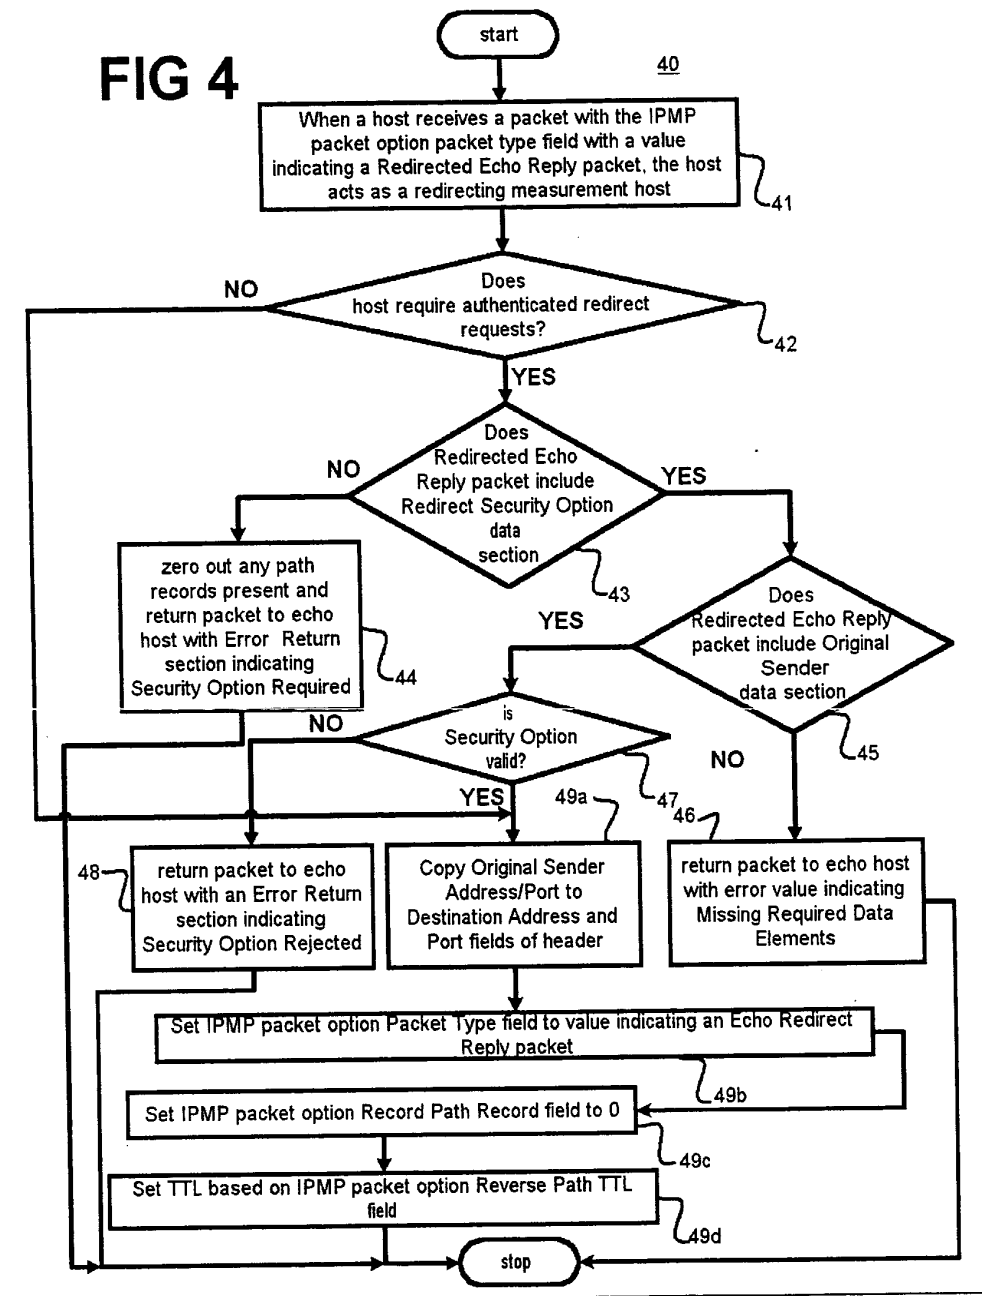 start
FIG 4
40
When a host receives a packet with the IPMP
packet option packet type field with a value
indicating a Redirected Echo Reply packet, the host
acts as a redirecting measurement host
41
NO
Does
host require authenticated redirect
requests?
42
YES
Does
Redirected Echo
Reply packet include
Redirect Security Option
data
section
NO
YES
43
zero out any path
records present and
return packet to echo
host with Error Return
section indicating
Security Option Required
44
YES
Does
Redirected Echo Reply
packet include Original
Sender
data section
45
NO
is
Security Option
valid?
NO
47
YES
49a
46
48
return packet to echo
host with an Error Return
section indicating
Security Option Rejected
Copy Original Sender
Address/Port to
Destination Address and
Port fields of header
return packet to echo host
with error value indicating
Missing Required Data
Elements
Set IPMP packet option Packet Type field to value indicating an Echo Redirect
Reply packet
49b
Set IPMP packet option Record Path Record field to 0
49c
Set TTL based on IPMP packet option Reverse Path TTL
field
49d
stop